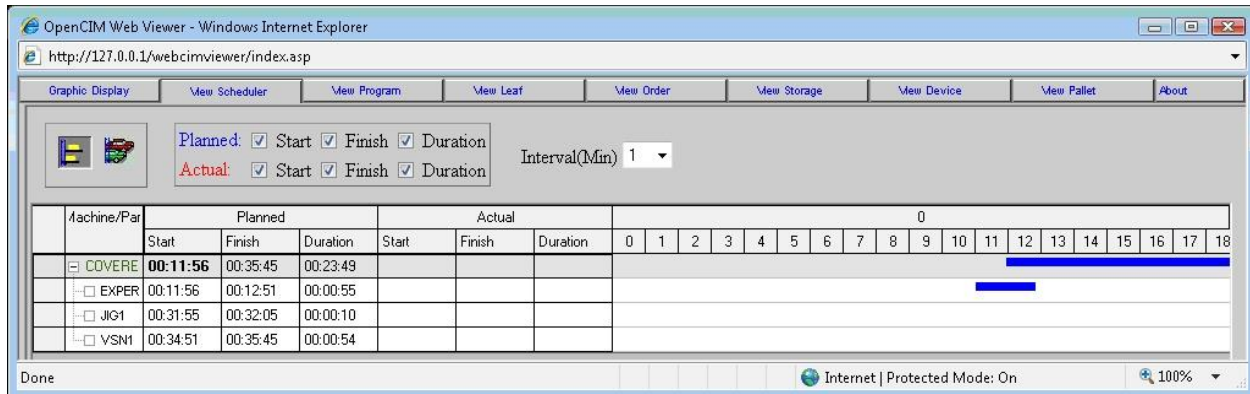 OpenCIM Web Viewer - Windows Internet Explorer
http://127.0.0.1/webcimviewer/index.asp
Graphic Display View Scheduler View Program View Leaf View Order View Storage View Device View Pallet About
Planned: Start Finish Duration
Interval(Min) 1
Actual: Start Finish Duration
Machine/Par Planned Actual 0
Start Finish Duration Start Finish Duration 0 1 2 3 4 5 6 7 8 9 10 11 12 13 14 15 16 17 18
COVERE 00:11:56 00:35:45 00:23:49
EXPER 00:11:56 00:12:51 00:00:55
JIG1 00:31:55 00:32:05 00:00:10
VSN1 00:34:51 00:35:45 00:00:54
Done Internet | Protected Mode: On 100%